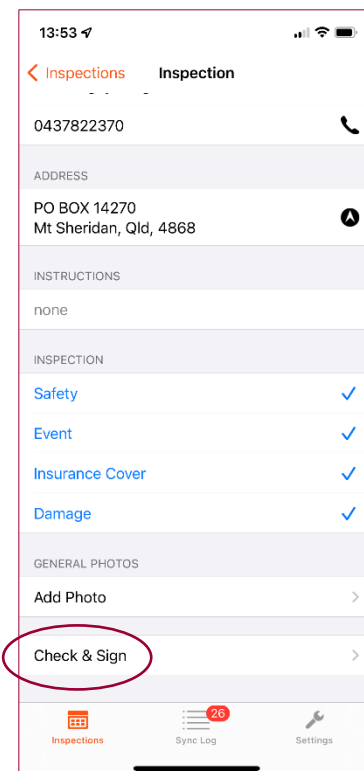 13:53
Inspections Inspection
0437822370
ADDRESS
PO BOX 14270
Mt Sheridan, Qld, 4868
INSTRUCTIONS
none
INSPECTION
Safety
Event
Insurance Cover
Damage
GENERAL PHOTOS
Add Photo
Check & Sign
26
Inspections Sync Log Settings